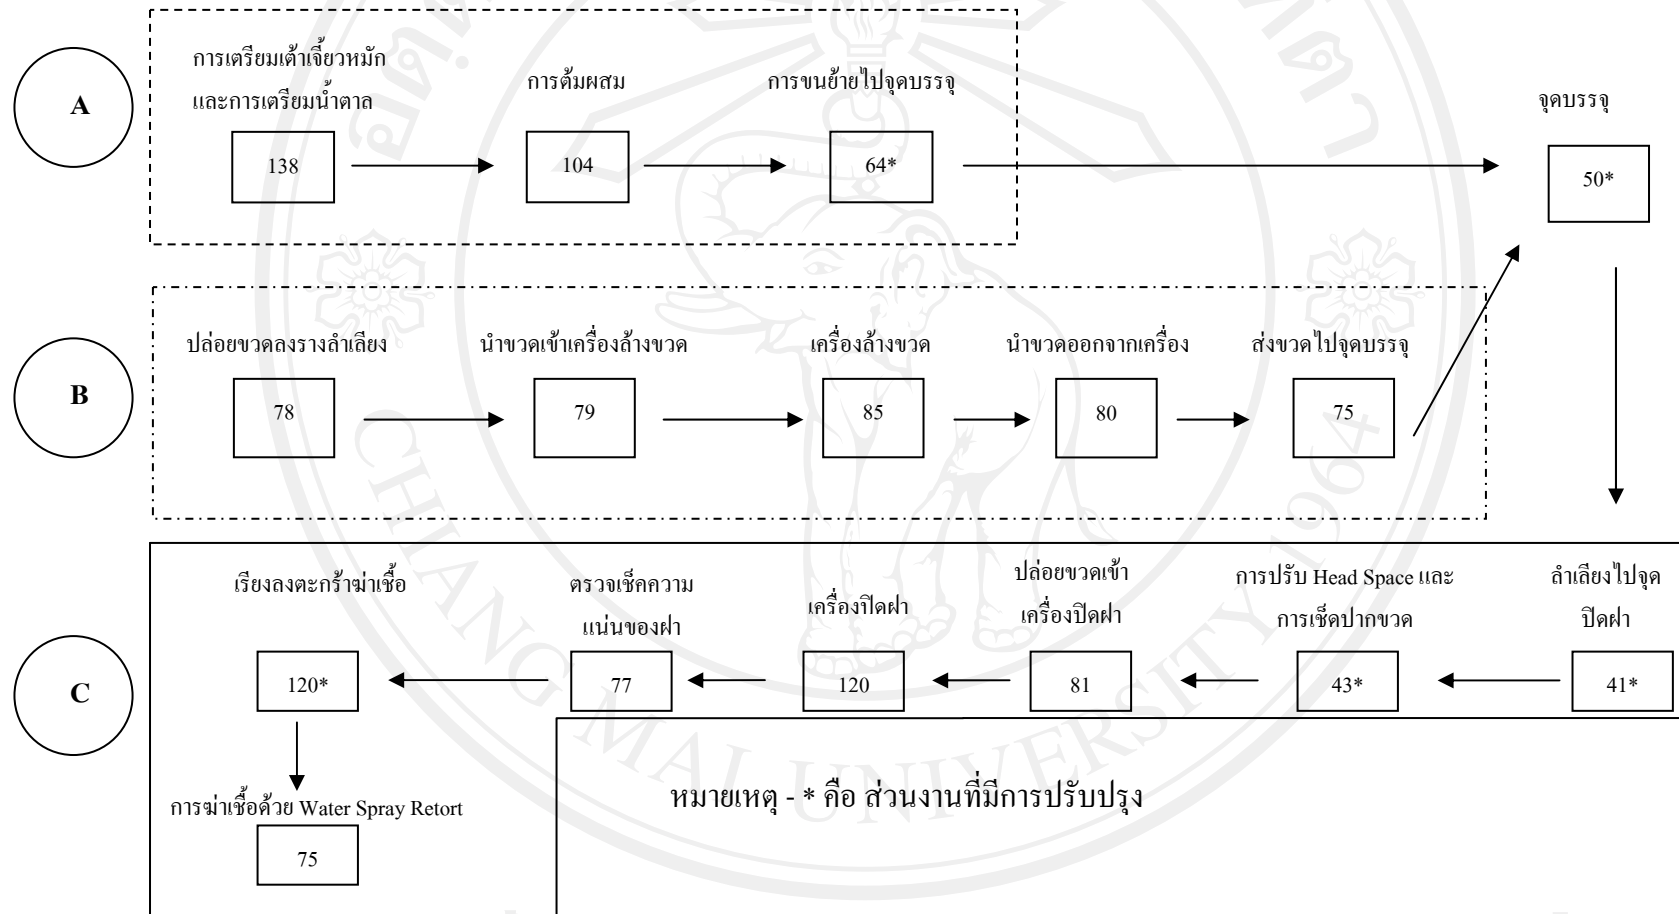 A
การเตรียมเต้าเจี้ยวหมัก
และการเตรียมน้ำตาล
138
การต้มผสม
104
การขนย้ายไปจุดบรรจุ
64*
จุดบรรจุ
50*
B
ปล่อยขวดลงรางลำเลียง
78
นำขวดเข้าเครื่องล้างขวด
79
เครื่องล้างขวด
85
นำขวดออกจากเครื่อง
80
ส่งขวดไปจุดบรรจุ
75
C
เรียงลงตะกร้าฆ่าเชื้อ
120*
ตรวจเช็คความ
แน่นของฝา
77
เครื่องปิดฝา
120
ปล่อยขวดเข้า
เครื่องปิดฝา
81
การปรับ Head Space และ
การเช็ดปากขวด
43*
ลำเลียงไปจุด
ปิดฝา
41*
การฆ่าเชื้อด้วย Water Spray Retort
75
หมายเหตุ - * คือ ส่วนงานที่มีการปรับปรุง
CHIANG MAI UNIVERSITY 1964